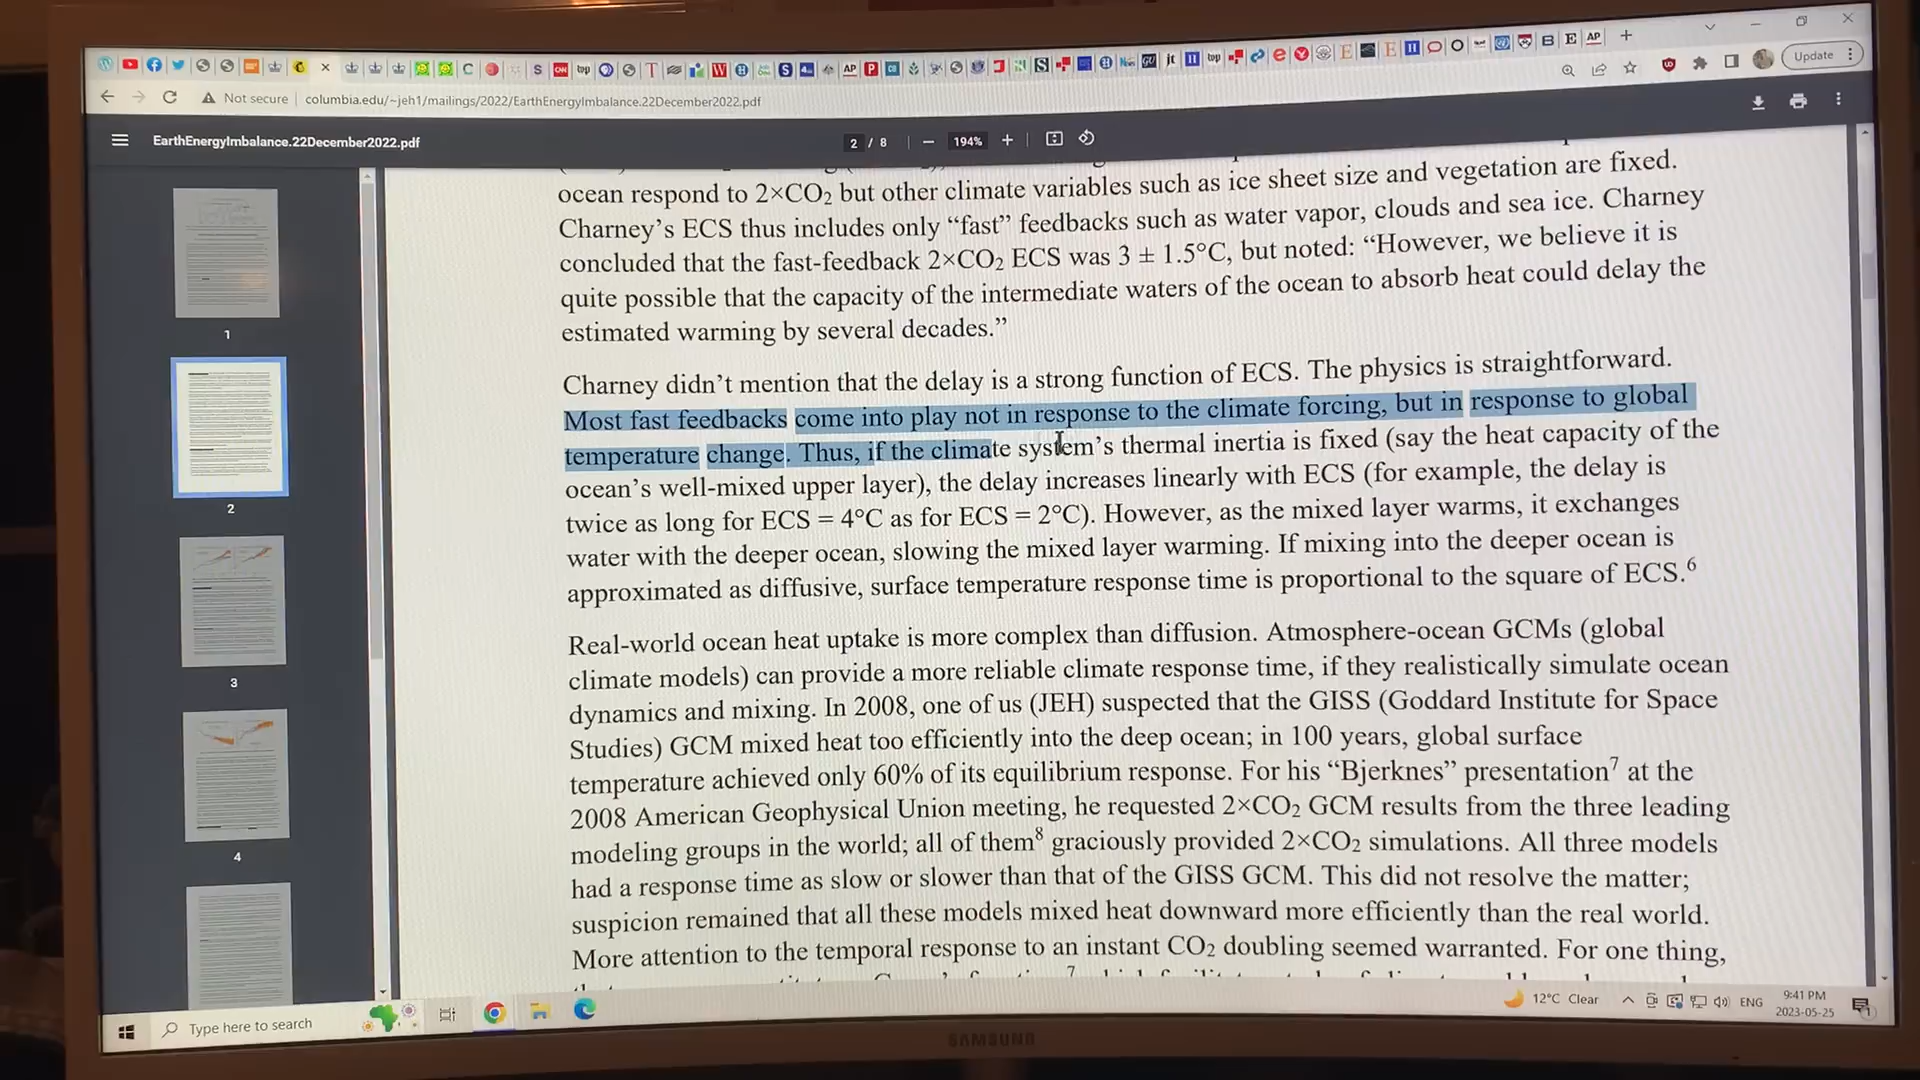 Update
Not secure
columbia.edu/~jeh1/mailings/2022/EarthEnergyImbalance.22December2022.pdf
EarthEnergyImbalance.22December2022.pdf
2 / 8
194%
ocean respond to 2×CO₂ but other climate variables such as ice sheet size and vegetation are fixed.
Charney’s ECS thus includes only “fast” feedbacks such as water vapor, clouds and sea ice. Charney
concluded that the fast-feedback 2×CO₂ ECS was 3 ± 1.5°C, but noted: “However, we believe it is
quite possible that the capacity of the intermediate waters of the ocean to absorb heat could delay the
estimated warming by several decades.”
Charney didn’t mention that the delay is a strong function of ECS. The physics is straightforward.
Most fast feedbacks come into play not in response to the climate forcing, but in response to global
temperature change. Thus, if the climate system’s thermal inertia is fixed (say the heat capacity of the
ocean’s well-mixed upper layer), the delay increases linearly with ECS (for example, the delay is
twice as long for ECS = 4°C as for ECS = 2°C). However, as the mixed layer warms, it exchanges
water with the deeper ocean, slowing the mixed layer warming. If mixing into the deeper ocean is
approximated as diffusive, surface temperature response time is proportional to the square of ECS.⁶
Real-world ocean heat uptake is more complex than diffusion. Atmosphere-ocean GCMs (global
climate models) can provide a more reliable climate response time, if they realistically simulate ocean
dynamics and mixing. In 2008, one of us (JEH) suspected that the GISS (Goddard Institute for Space
Studies) GCM mixed heat too efficiently into the deep ocean; in 100 years, global surface
temperature achieved only 60% of its equilibrium response. For his “Bjerknes” presentation⁷ at the
2008 American Geophysical Union meeting, he requested 2×CO₂ GCM results from the three leading
modeling groups in the world; all of them⁸ graciously provided 2×CO₂ simulations. All three models
had a response time as slow or slower than that of the GISS GCM. This did not resolve the matter;
suspicion remained that all these models mixed heat downward more efficiently than the real world.
More attention to the temporal response to an instant CO₂ doubling seemed warranted. For one thing,
1
2
3
4
Type here to search
12°C Clear
ENG
9:41 PM
2023-05-25
SAMSUNG